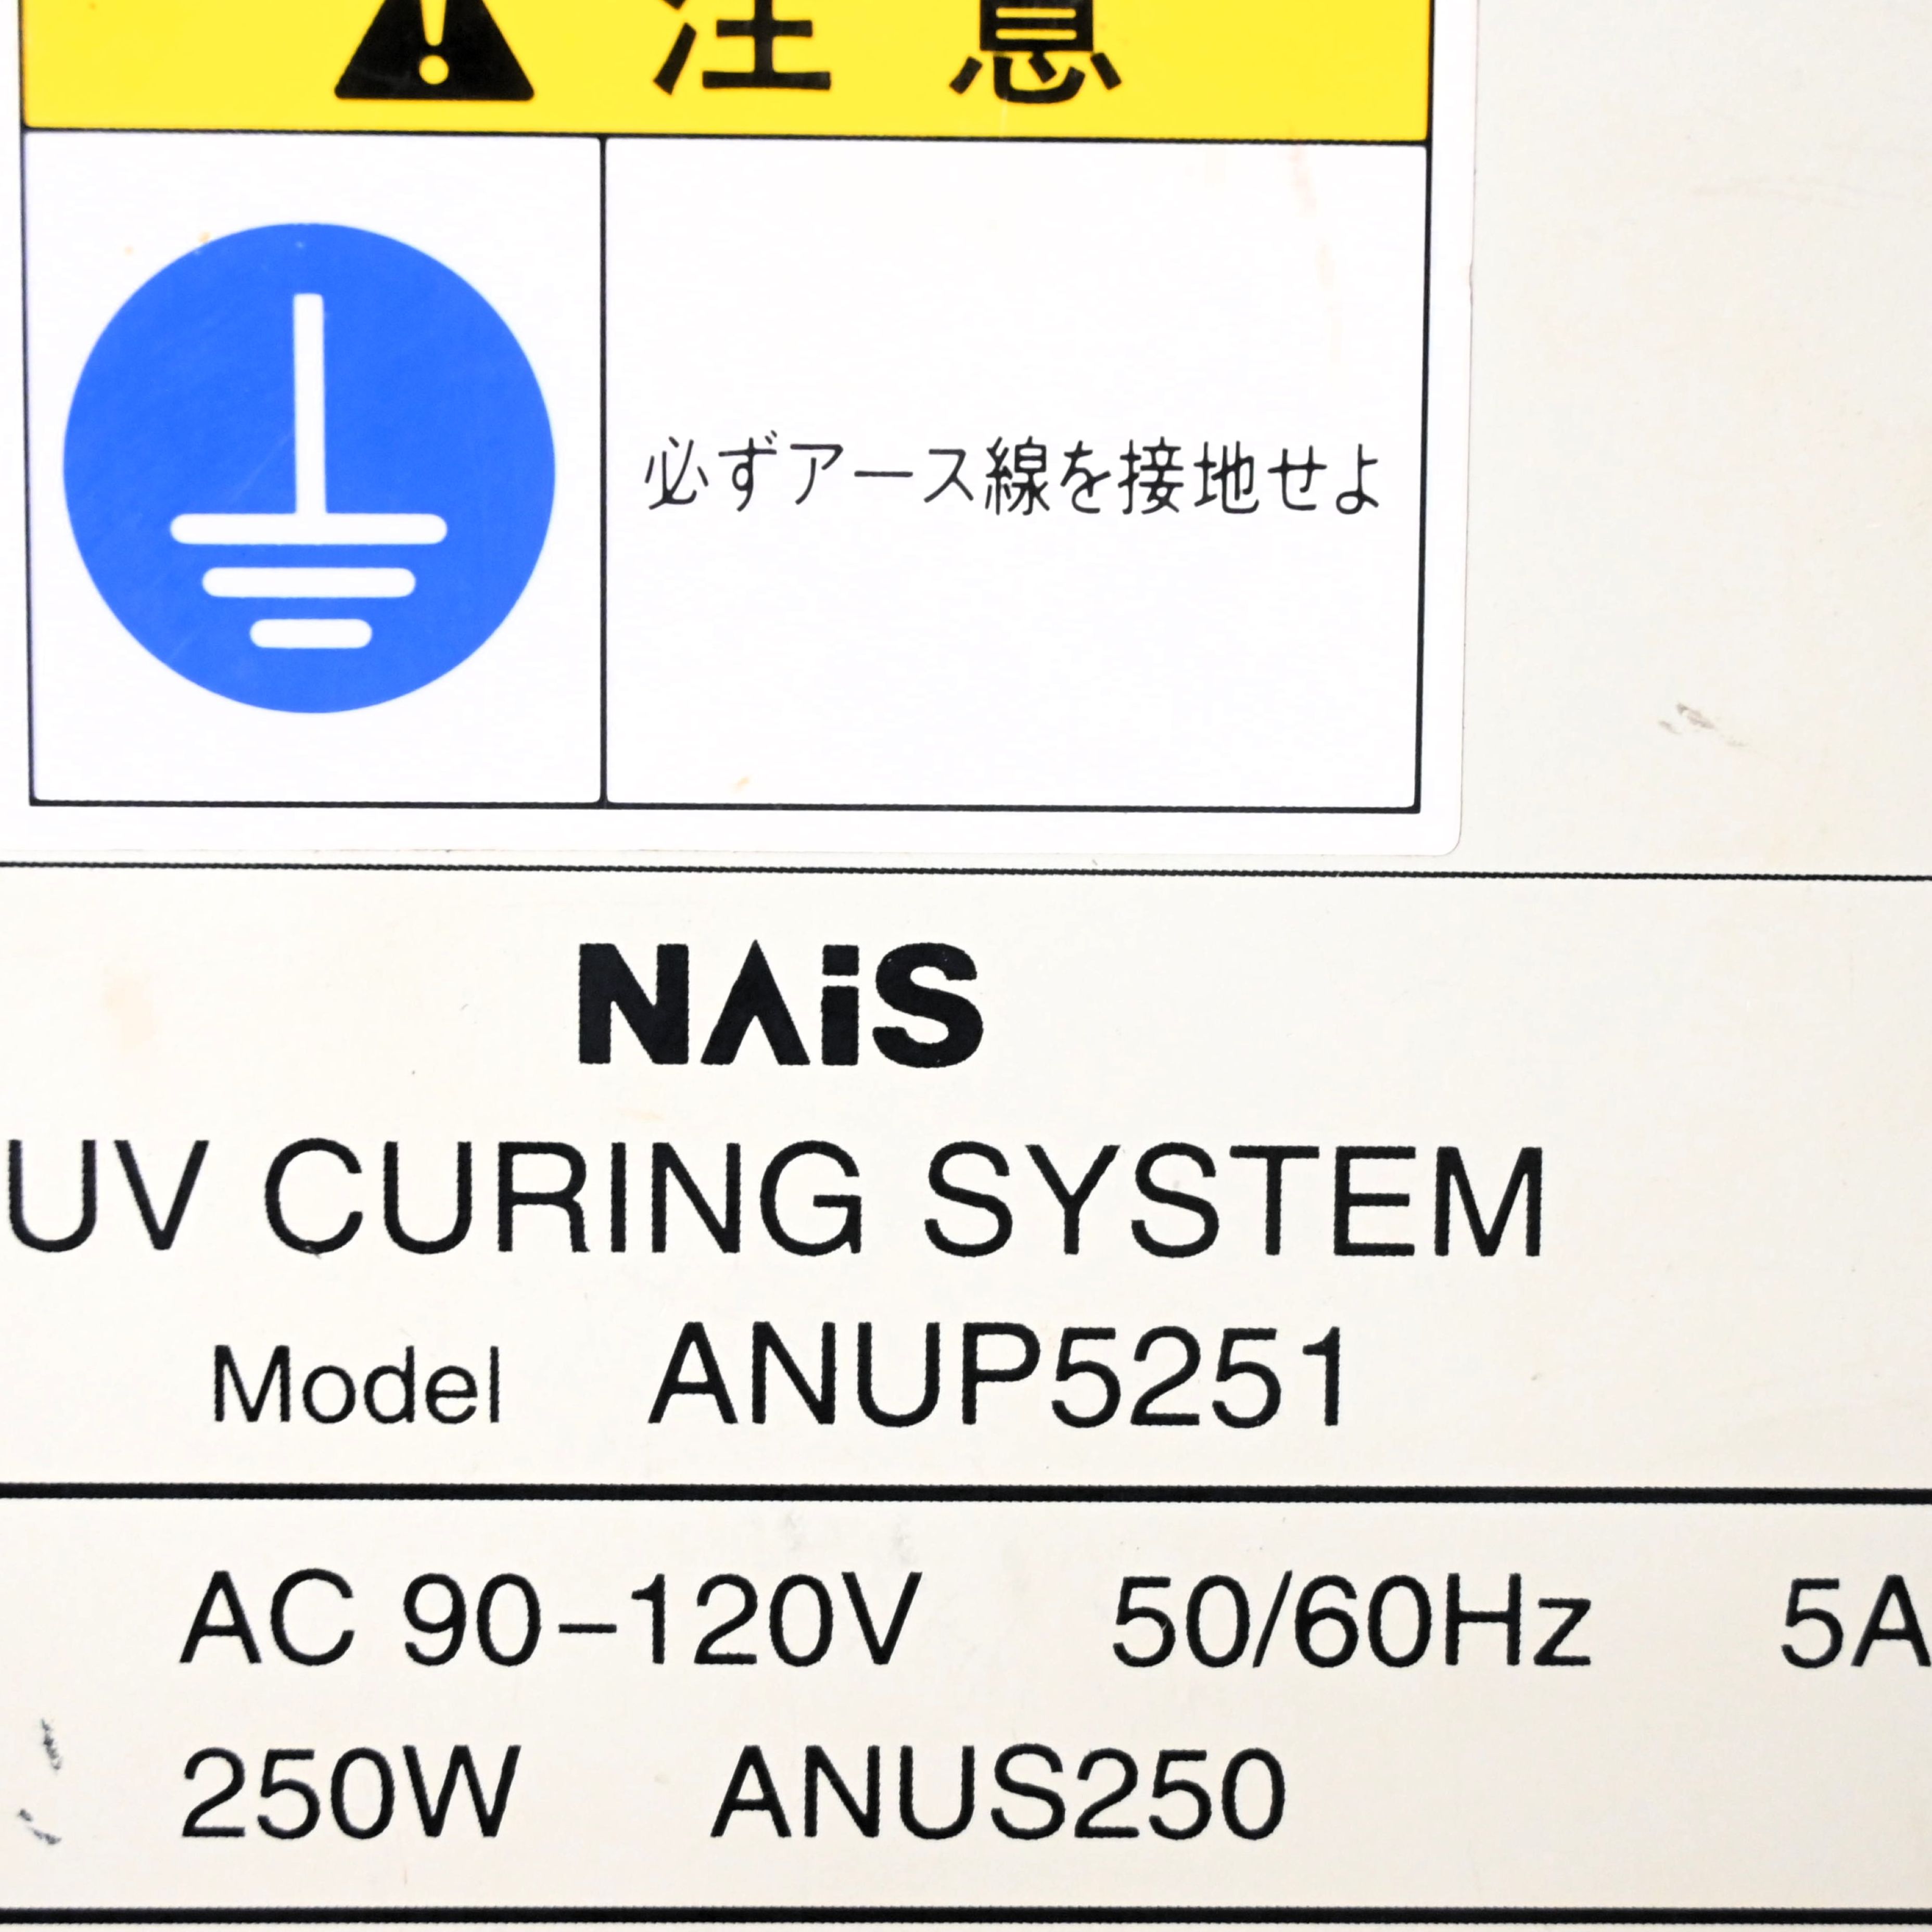 注意
必ずアース線を接地せよ
NAiS
UV CURING SYSTEM
Model ANUP5251
AC 90-120V 50/60Hz 5A
250W ANUS250